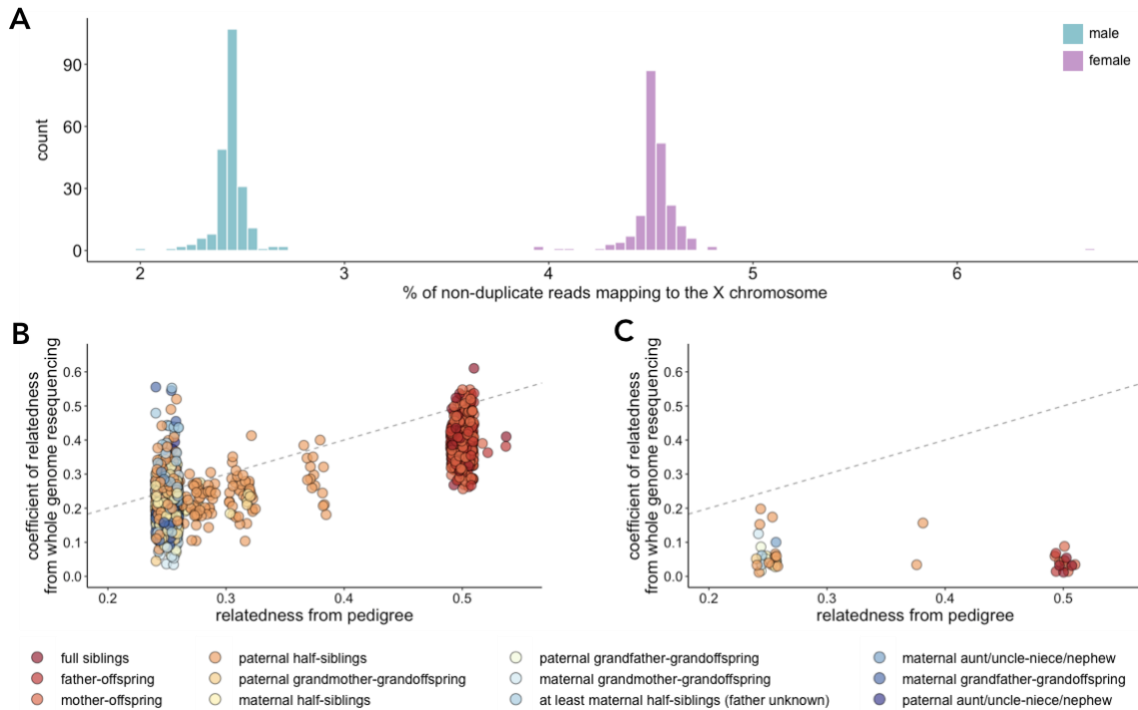 A
male
female
90
60
30
0
count
2
3
4
5
6
% of non-duplicate reads mapping to the X chromosome
B
coefficient of relatedness
from whole genome resequencing
0.6
0.5
0.4
0.3
0.2
0.1
0.0
0.2
0.3
0.4
0.5
relatedness from pedigree
C
coefficient of relatedness
from whole genome resequencing
0.6
0.5
0.4
0.3
0.2
0.1
0.0
0.2
0.3
0.4
0.5
relatedness from pedigree
full siblings
father-offspring
mother-offspring
paternal half-siblings
paternal grandmother-grandoffspring
maternal half-siblings
paternal grandfather-grandoffspring
maternal grandmother-grandoffspring
at least maternal half-siblings (father unknown)
maternal aunt/uncle-niece/nephew
maternal grandfather-grandoffspring
paternal aunt/uncle-niece/nephew